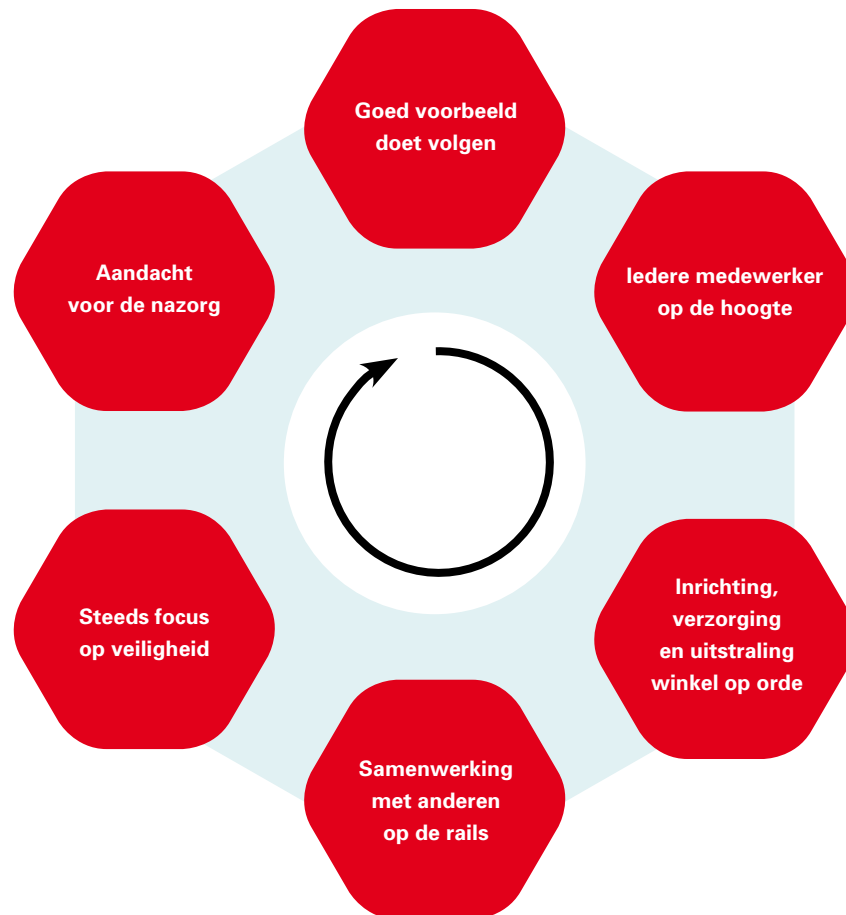 Goed voorbeeld
doet volgen
Iedere medewerker
op de hoogte
Inrichting,
verzorging
en uitstraling
winkel op orde
Samenwerking
met anderen
op de rails
Steeds focus
op veiligheid
Aandacht
voor de nazorg